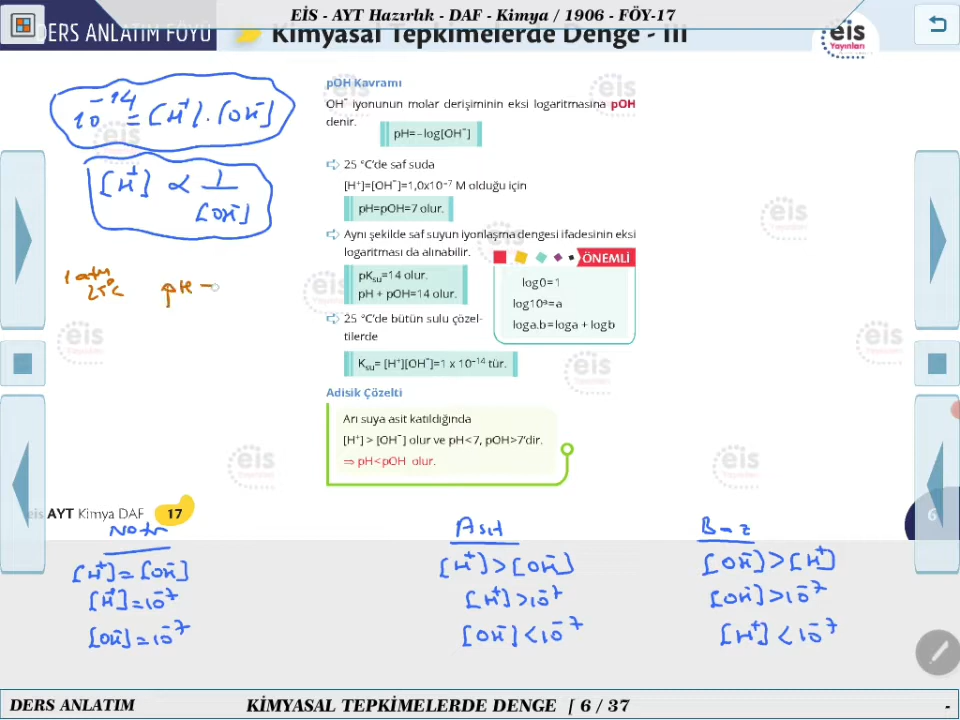 EİS - AYT Hazırlık - DAF - Kimya / 1906 - FÖY-17
DERS ANLATIM FÖYÜ
Kimyasal Tepkimelerde Denge - III
eis
Yayınları
10⁻¹⁴ = [H⁺].[OH⁻]
[H⁺] ∝ 1/[OH⁻]
1 atm
25°C
pH -
pOH Kavramı
OH⁻ iyonunun molar derişiminin eksi logaritmasına pOH
denir.
pH=-log[OH⁻]
25 °C'de saf suda
[H⁺]=[OH⁻]=1,0x10⁻⁷ M olduğu için
pH=pOH=7 olur.
Aynı şekilde saf suyun iyonlaşma dengesi ifadesinin eksi
logaritması da alınabilir.
pKsu=14 olur.
pH + pOH=14 olur.
ÖNEMLİ
log0=1
log10ᵃ=a
loga.b=loga + logb
25 °C'de bütün sulu çözel-
tilerde
Ksu= [H⁺][OH⁻]=1 x 10⁻¹⁴ tür.
Adisik Çözelti
Arı suya asit katıldığında
[H⁺] > [OH⁻] olur ve pH<7, pOH>7'dir.
⇒ pH<pOH olur.
eis AYT Kimya DAF 17
6
Nötr
[H⁺]=[OH⁻]
[H⁺]=10⁻⁷
[OH⁻]=10⁻⁷
Asit
[H⁺]>[OH⁻]
[H⁺]>10⁻⁷
[OH⁻]<10⁻⁷
Baz
[OH⁻]>[H⁺]
[OH⁻]>10⁻⁷
[H⁺]<10⁻⁷
DERS ANLATIM
KİMYASAL TEPKİMELERDE DENGE [ 6 / 37
-